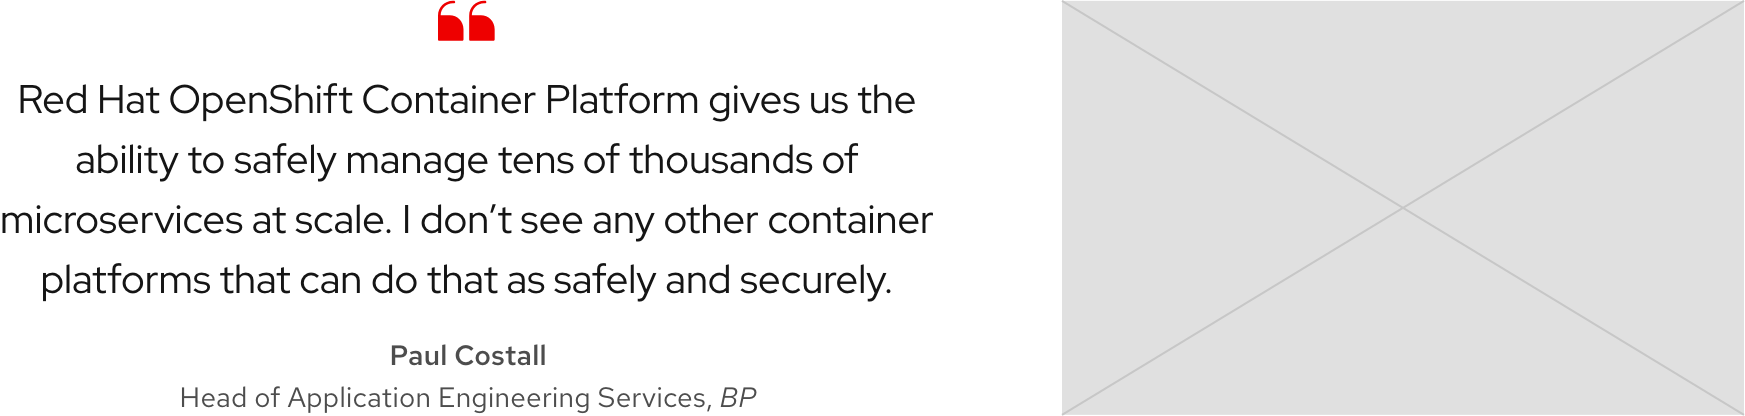 Red Hat OpenShift Container Platform gives us the
ability to safely manage tens of thousands of
microservices at scale. I don’t see any other container
platforms that can do that as safely and securely.
Paul Costall
Head of Application Engineering Services, BP